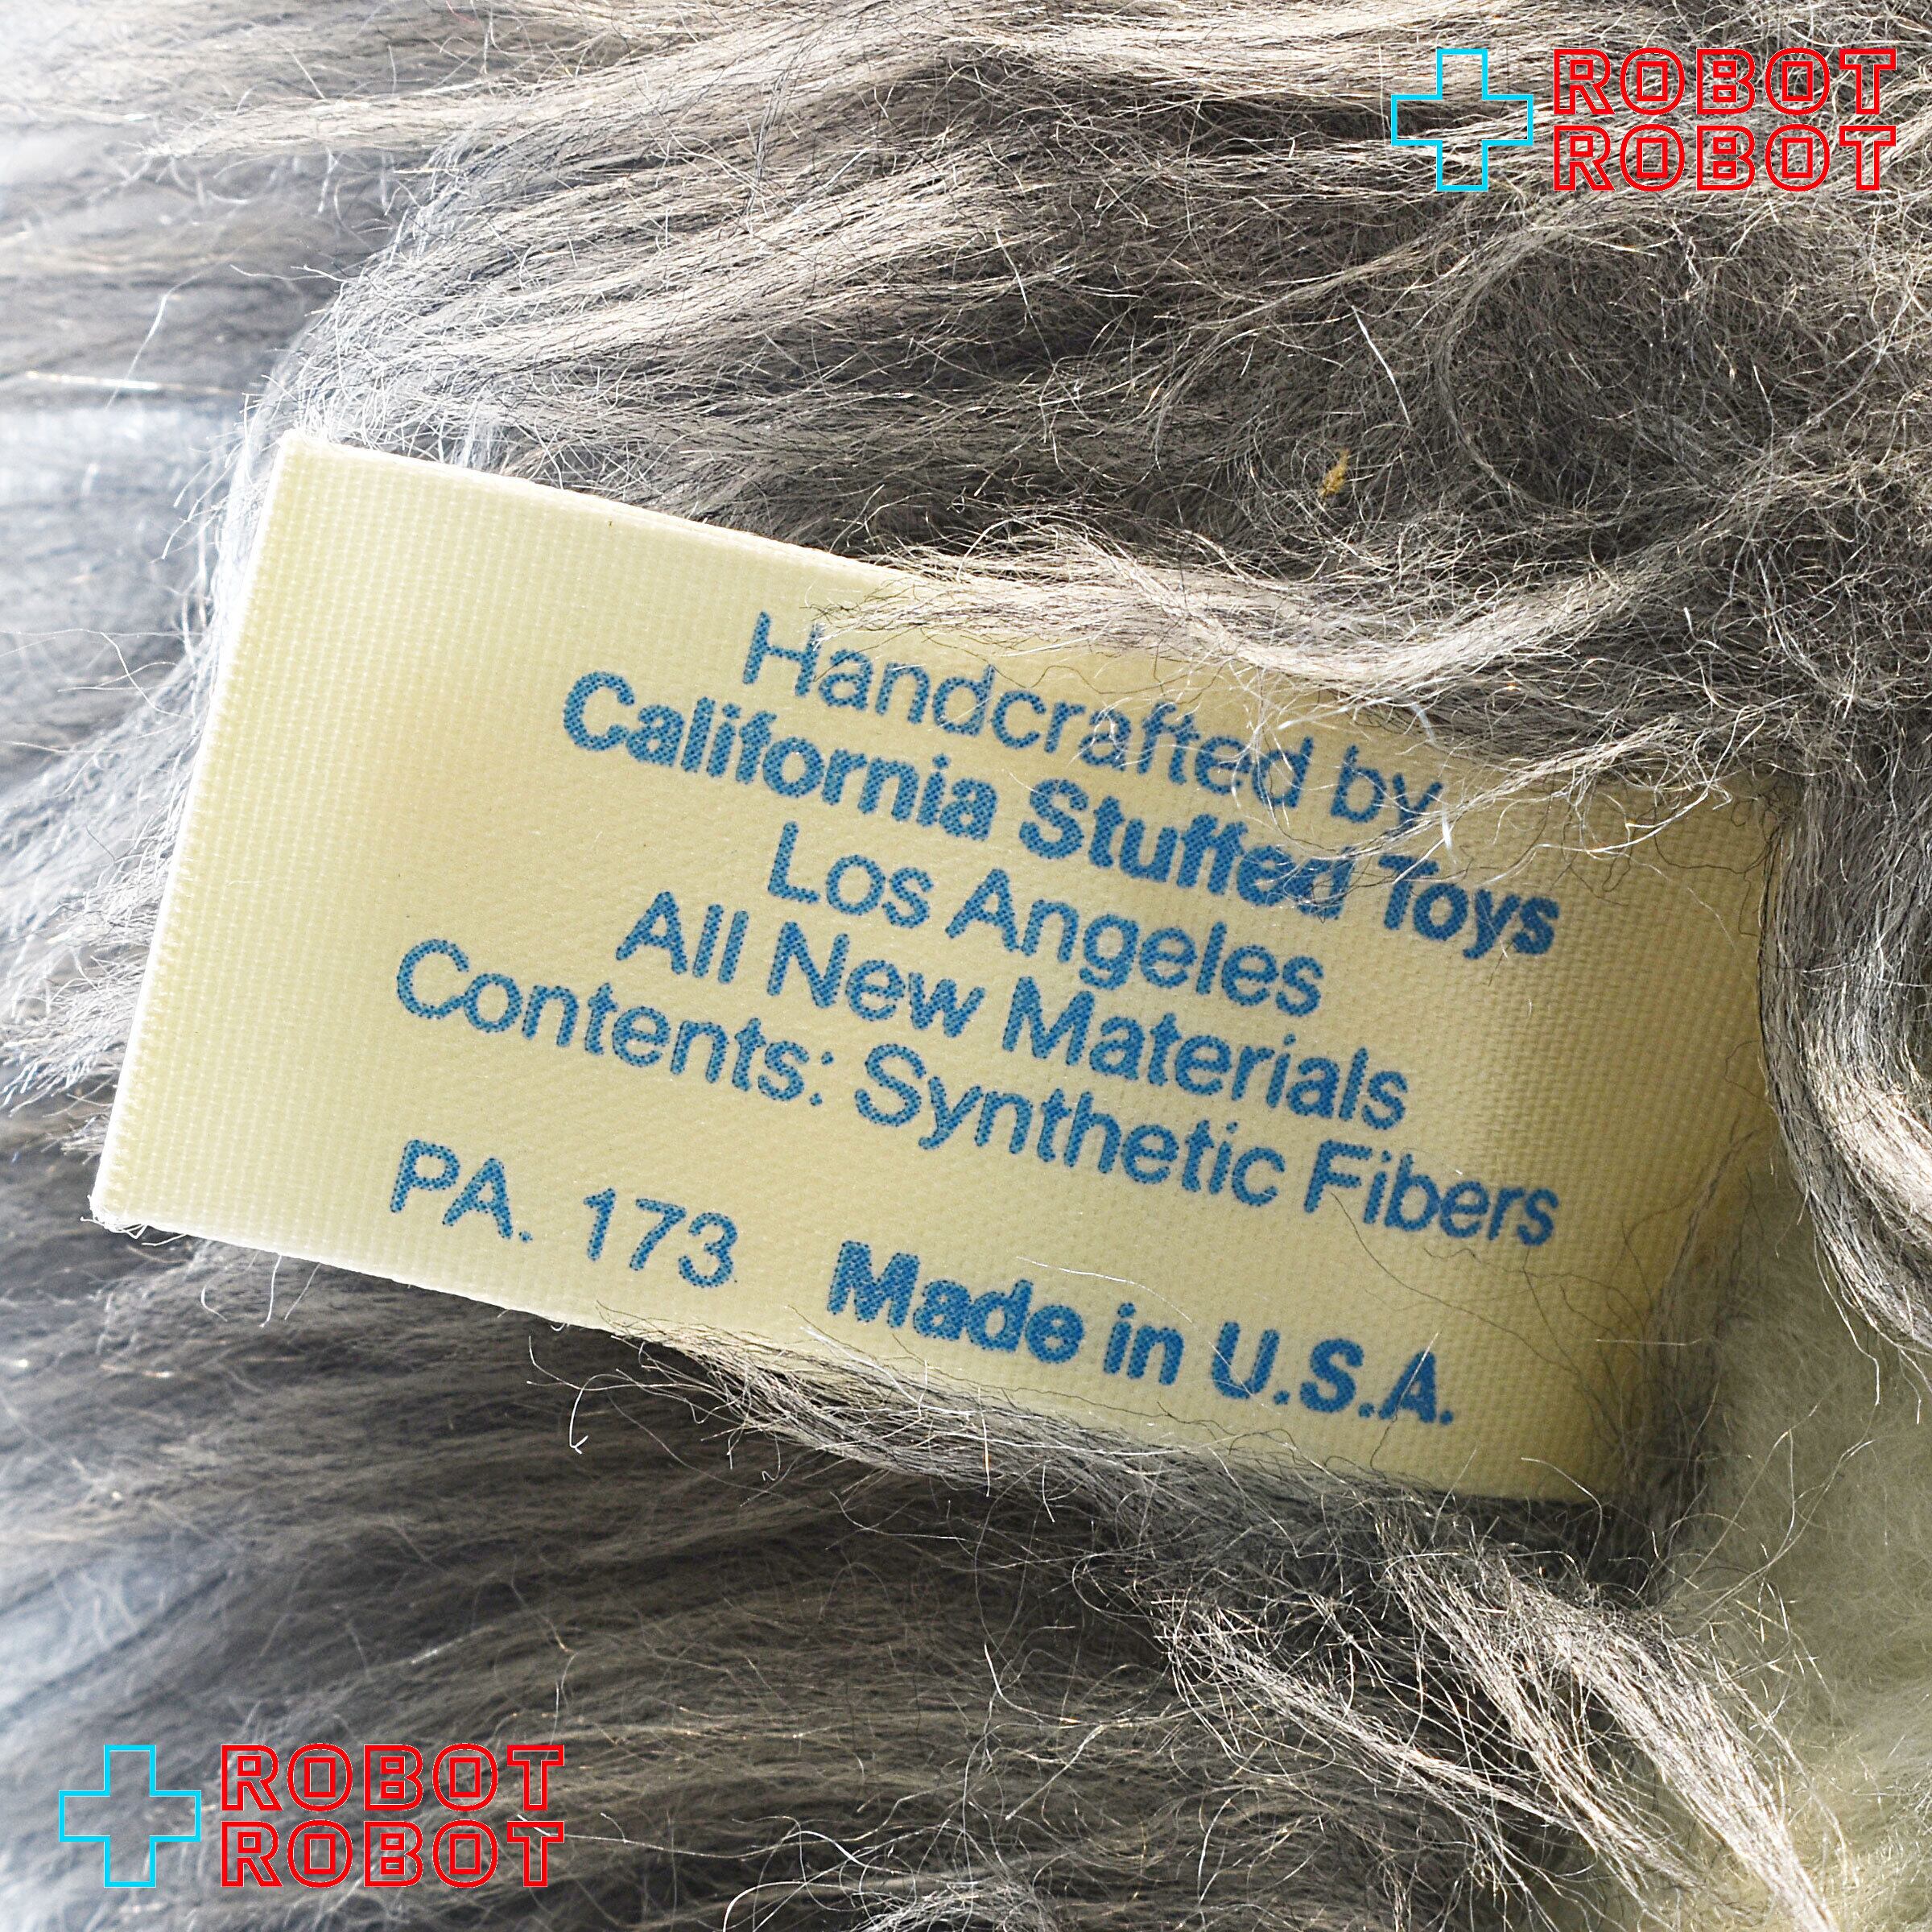 ROBOT
ROBOT
Handcrafted by
California Stuffed Toys
Los Angeles
All New Materials
Contents: Synthetic Fibers
PA. 173 Made in U.S.A.
ROBOT
ROBOT